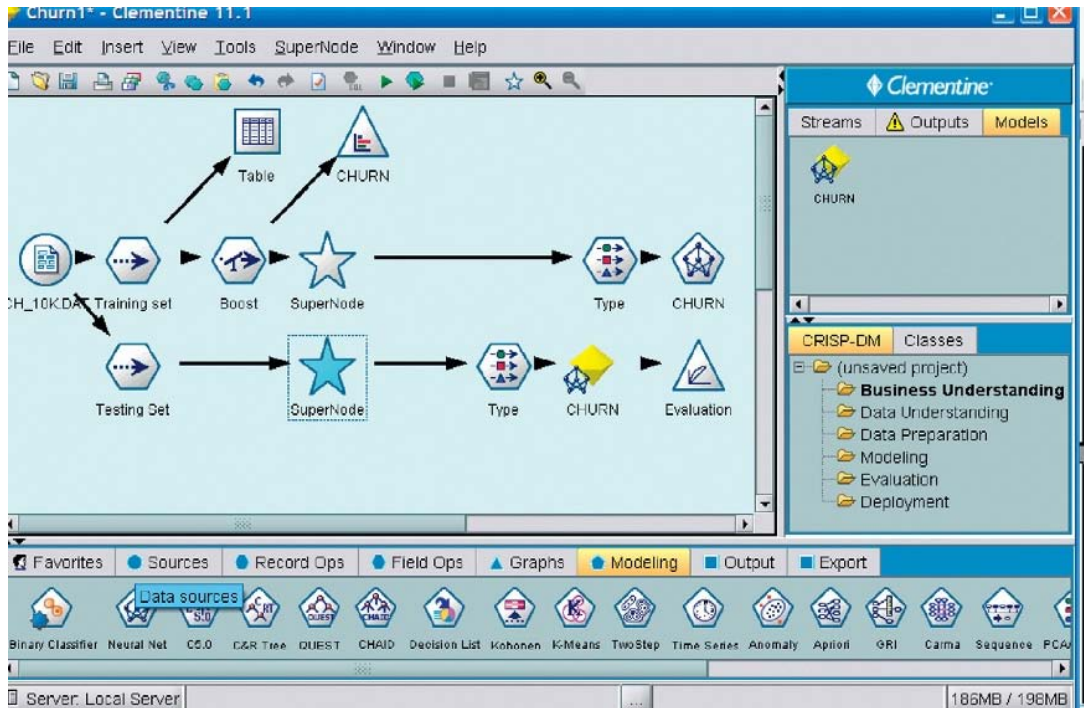 Churn1* - Clementine 11.1
File Edit Insert View Tools SuperNode Window Help
Clementine
Streams Outputs Models
CHURN
Table CHURN
CH_10K.DAT Training set Boost SuperNode Type CHURN
Testing Set SuperNode Type CHURN Evaluation
CRISP-DM Classes
(unsaved project)
Business Understanding
Data Understanding
Data Preparation
Modeling
Evaluation
Deployment
Favorites Sources Record Ops Field Ops Graphs Modeling Output Export
Data sources
Binary Classifier Neural Net C5.0 C&R Tree QUEST CHAID Decision List Kohonen K-Means TwoStep Time Series Anomaly Apriori GRI Carma Sequence PCA/
Server: Local Server ... 186MB / 198MB